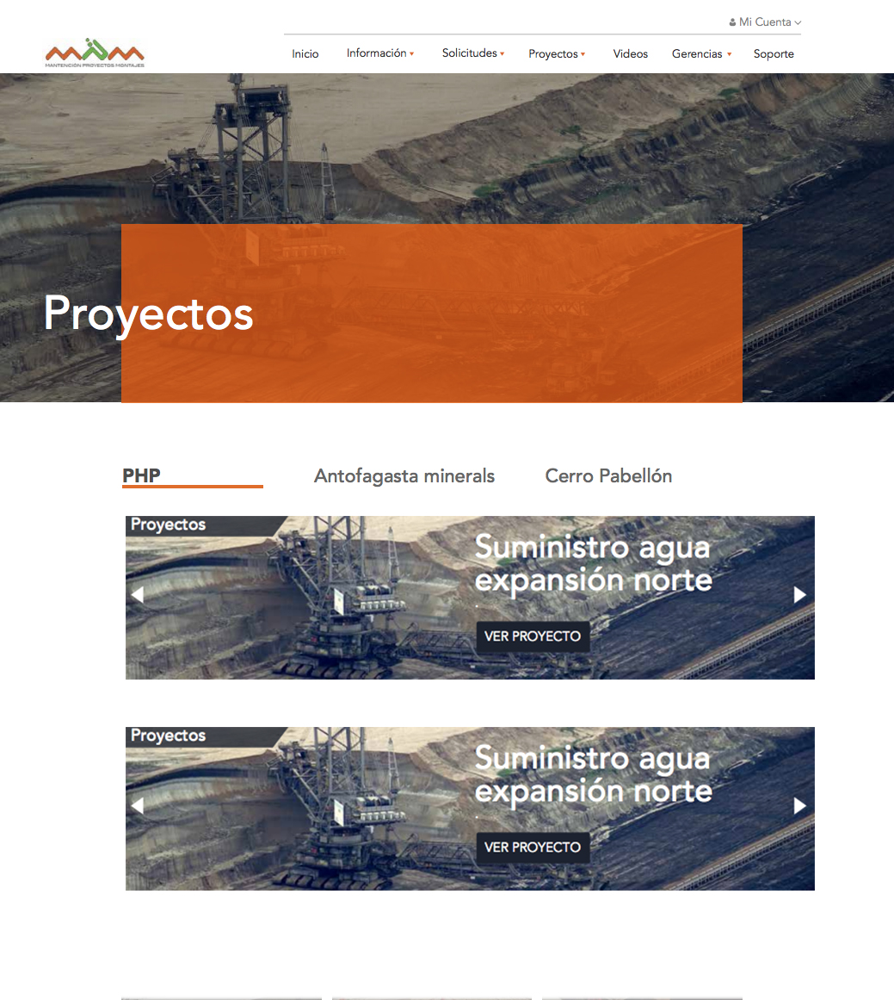 Mi Cuenta
MANTENCIÓN PROYECTOS MONTAJES
Inicio Información Solicitudes Proyectos Videos Gerencias Soporte
Proyectos
PHP Antofagasta minerals Cerro Pabellón
Proyectos
Suministro agua
expansión norte
.
VER PROYECTO
Proyectos
Suministro agua
expansión norte
.
VER PROYECTO